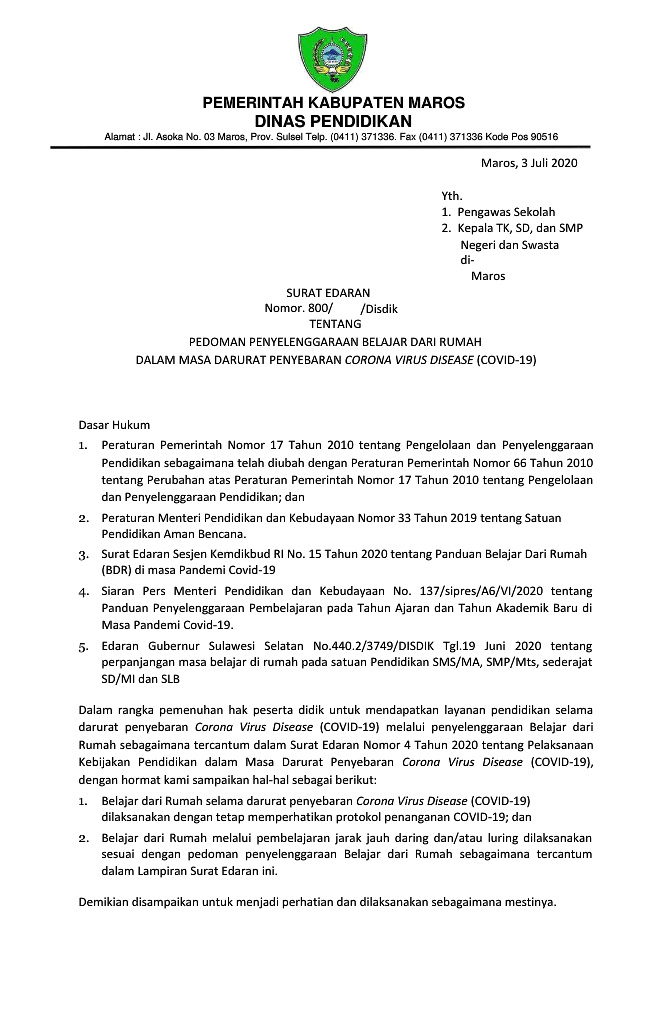 PEMERINTAH KABUPATEN MAROS
DINAS PENDIDIKAN
Alamat : Jl. Asoka No. 03 Maros, Prov. Sulsel Telp. (0411) 371336. Fax (0411) 371336 Kode Pos 90516
Maros, 3 Juli 2020
Yth.
1. Pengawas Sekolah
2. Kepala TK, SD, dan SMP
Negeri dan Swasta
di-
Maros
SURAT EDARAN
Nomor. 800/ /Disdik
TENTANG
PEDOMAN PENYELENGGARAAN BELAJAR DARI RUMAH
DALAM MASA DARURAT PENYEBARAN CORONA VIRUS DISEASE (COVID-19)
Dasar Hukum
1. Peraturan Pemerintah Nomor 17 Tahun 2010 tentang Pengelolaan dan Penyelenggaraan
Pendidikan sebagaimana telah diubah dengan Peraturan Pemerintah Nomor 66 Tahun 2010
tentang Perubahan atas Peraturan Pemerintah Nomor 17 Tahun 2010 tentang Pengelolaan
dan Penyelenggaraan Pendidikan; dan
2. Peraturan Menteri Pendidikan dan Kebudayaan Nomor 33 Tahun 2019 tentang Satuan
Pendidikan Aman Bencana.
3. Surat Edaran Sesjen Kemdikbud RI No. 15 Tahun 2020 tentang Panduan Belajar Dari Rumah
(BDR) di masa Pandemi Covid-19
4. Siaran Pers Menteri Pendidikan dan Kebudayaan No. 137/sipres/A6/VI/2020 tentang
Panduan Penyelenggaraan Pembelajaran pada Tahun Ajaran dan Tahun Akademik Baru di
Masa Pandemi Covid-19.
5. Edaran Gubernur Sulawesi Selatan No.440.2/3749/DISDIK Tgl.19 Juni 2020 tentang
perpanjangan masa belajar di rumah pada satuan Pendidikan SMS/MA, SMP/Mts, sederajat
SD/MI dan SLB
Dalam rangka pemenuhan hak peserta didik untuk mendapatkan layanan pendidikan selama
darurat penyebaran Corona Virus Disease (COVID-19) melalui penyelenggaraan Belajar dari
Rumah sebagaimana tercantum dalam Surat Edaran Nomor 4 Tahun 2020 tentang Pelaksanaan
Kebijakan Pendidikan dalam Masa Darurat Penyebaran Corona Virus Disease (COVID-19),
dengan hormat kami sampaikan hal-hal sebagai berikut:
1. Belajar dari Rumah selama darurat penyebaran Corona Virus Disease (COVID-19)
dilaksanakan dengan tetap memperhatikan protokol penanganan COVID-19; dan
2. Belajar dari Rumah melalui pembelajaran jarak jauh daring dan/atau luring dilaksanakan
sesuai dengan pedoman penyelenggaraan Belajar dari Rumah sebagaimana tercantum
dalam Lampiran Surat Edaran ini.
Demikian disampaikan untuk menjadi perhatian dan dilaksanakan sebagaimana mestinya.